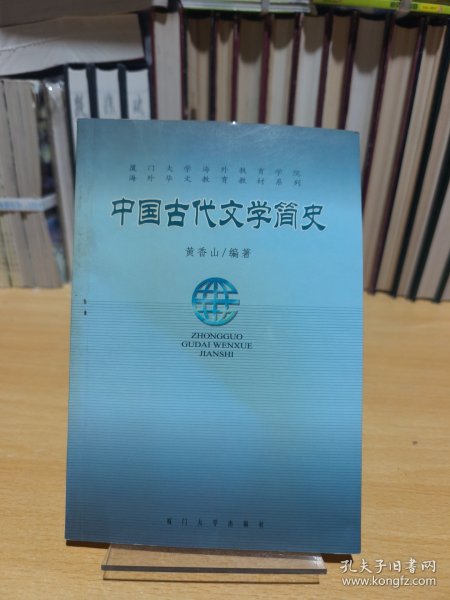 厦门大学海外教育学院
海外华文教育教材系列
中国古代文学简史
黄香山/编著
ZHONGGUO
GUDAI WENXUE
JIANSHI
厦门大学出版社
孔夫子旧书网
www.kongfz.com